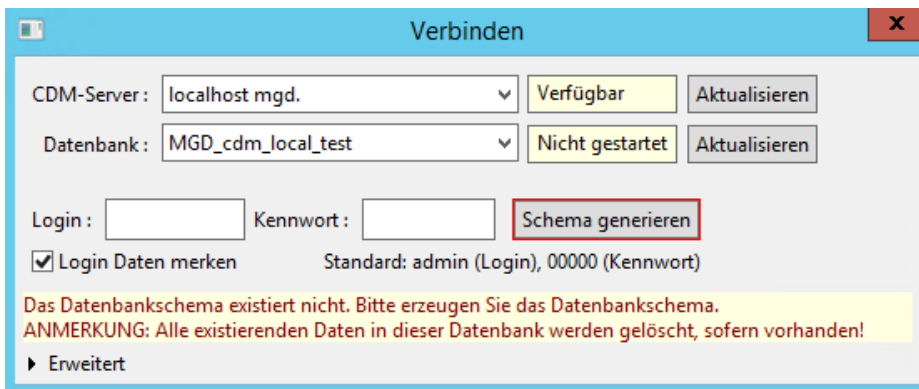 Verbinden
x
CDM-Server : localhost mgd. Verfügbar Aktualisieren
Datenbank : MGD_cdm_local_test Nicht gestartet Aktualisieren
Login : Kennwort : Schema generieren
Login Daten merken Standard: admin (Login), 00000 (Kennwort)
Das Datenbankschema existiert nicht. Bitte erzeugen Sie das Datenbankschema.
ANMERKUNG: Alle existierenden Daten in dieser Datenbank werden gelöscht, sofern vorhanden!
Erweitert